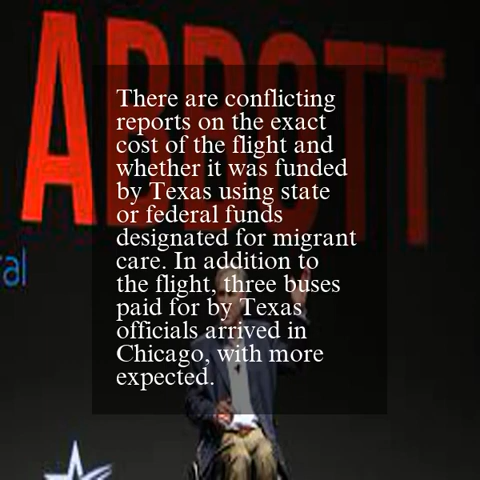 ABBOTT
There are conflicting
reports on the exact
cost of the flight and
whether it was funded
by Texas using state
or federal funds
designated for migrant
care. In addition to
the flight, three buses
paid for by Texas
officials arrived in
Chicago, with more
expected.
ral